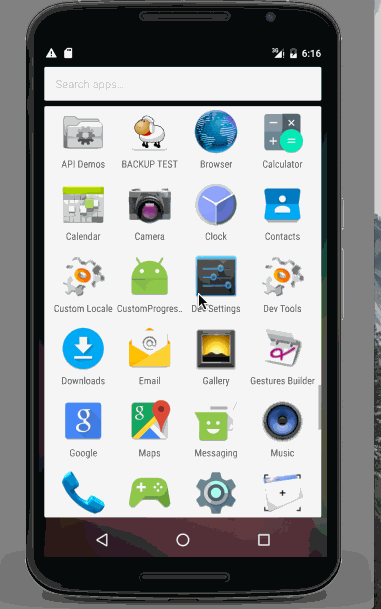 3G 6:16
Search apps...
API Demos BACKUP TEST Browser Calculator
Calendar Camera Clock Contacts
Custom Locale CustomProgres.. Dev Settings Dev Tools
Downloads Email Gallery Gestures Builder
Google Maps Messaging Music